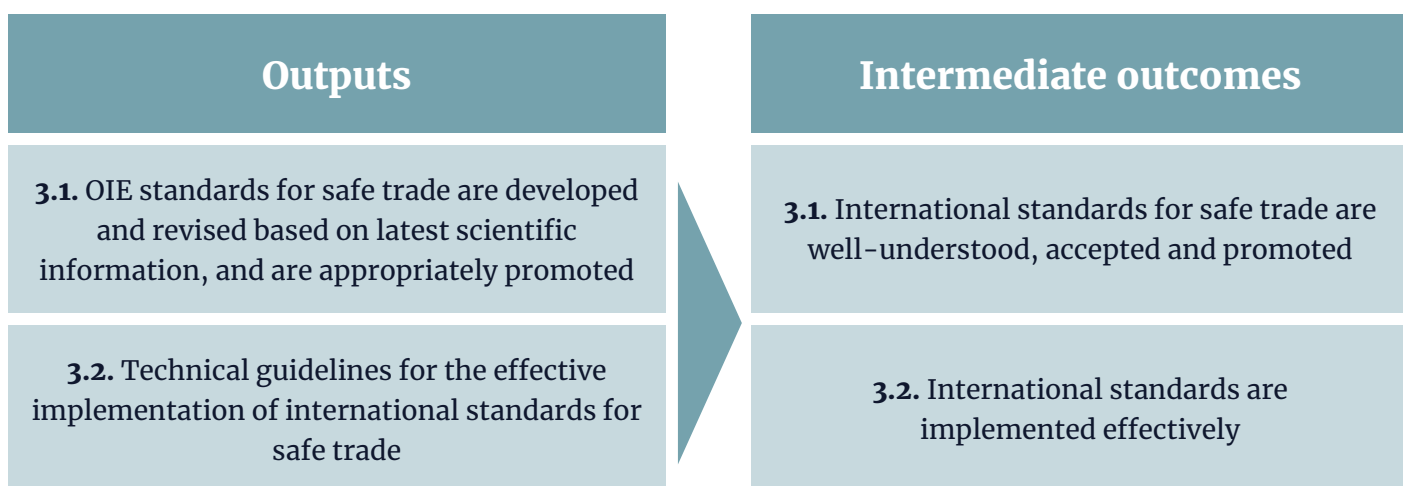 Outputs
3.1. OIE standards for safe trade are developed
and revised based on latest scientific
information, and are appropriately promoted
3.2. Technical guidelines for the effective
implementation of international standards for
safe trade
Intermediate outcomes
3.1. International standards for safe trade are
well-understood, accepted and promoted
3.2. International standards are
implemented effectively